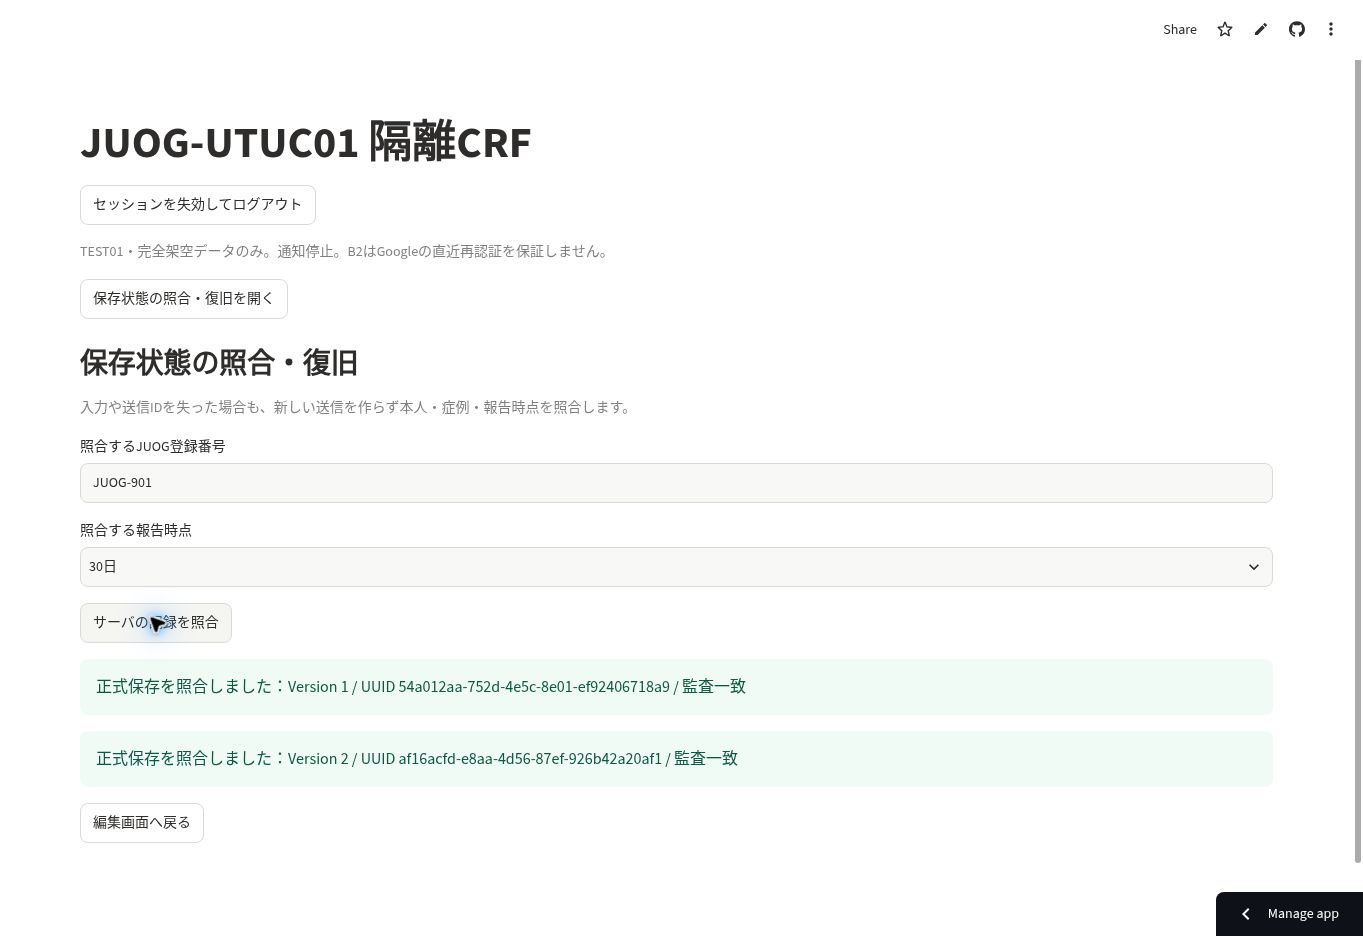 Share
JUOG-UTUC01 隔離CRF
セッションを失効してログアウト
TEST01・完全架空データのみ。通知停止。B2はGoogleの直近再認証を保証しません。
保存状態の照合・復旧を開く
保存状態の照合・復旧
入力や送信IDを失った場合も、新しい送信を作らず本人・症例・報告時点を照合します。
照合するJUOG登録番号
JUOG-901
照合する報告時点
30日
サーバの記録を照合
正式保存を照合しました：Version 1 / UUID 54a012aa-752d-4e5c-8e01-ef92406718a9 / 監査一致
正式保存を照合しました：Version 2 / UUID af16acfd-e8aa-4d56-87ef-926b42a20af1 / 監査一致
編集画面へ戻る
Manage app